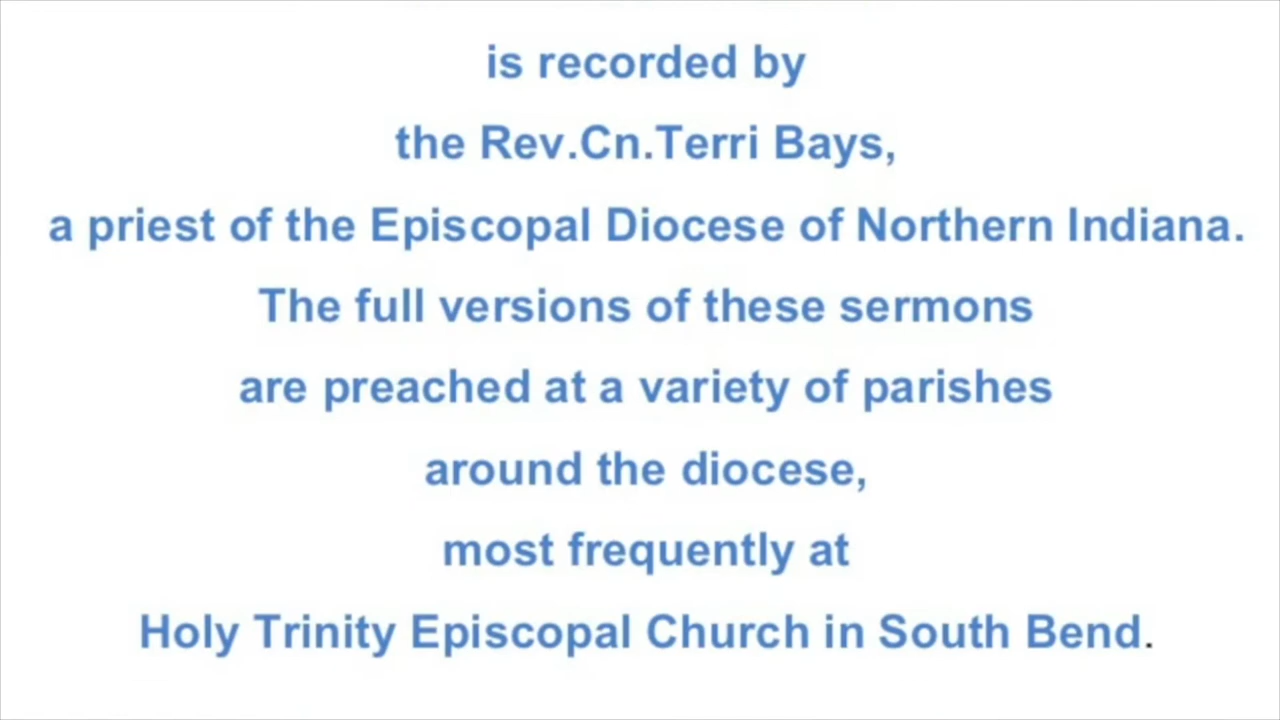 is recorded by
the Rev.Cn.Terri Bays,
a priest of the Episcopal Diocese of Northern Indiana.
The full versions of these sermons
are preached at a variety of parishes
around the diocese,
most frequently at
Holy Trinity Episcopal Church in South Bend.